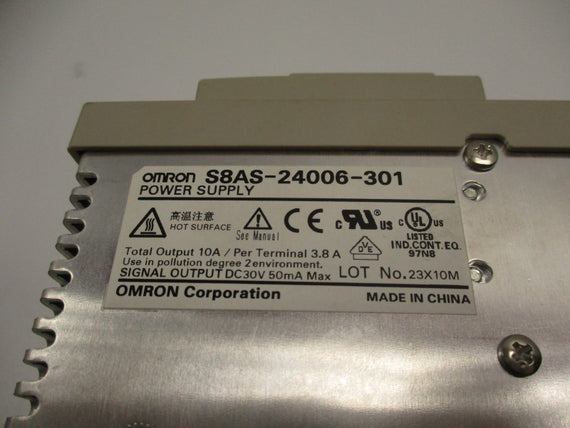 OMRON S8AS-24006-301
POWER SUPPLY
高温注意
HOT SURFACE
See Manual
CE
c RU US
c UL US
LISTED
IND.CONT.EQ.
97N8
VDE
Total Output 10A / Per Terminal 3.8 A
Use in pollution degree 2 environment.
SIGNAL OUTPUT DC30V 50mA Max
LOT No. 23X10M
OMRON Corporation
MADE IN CHINA